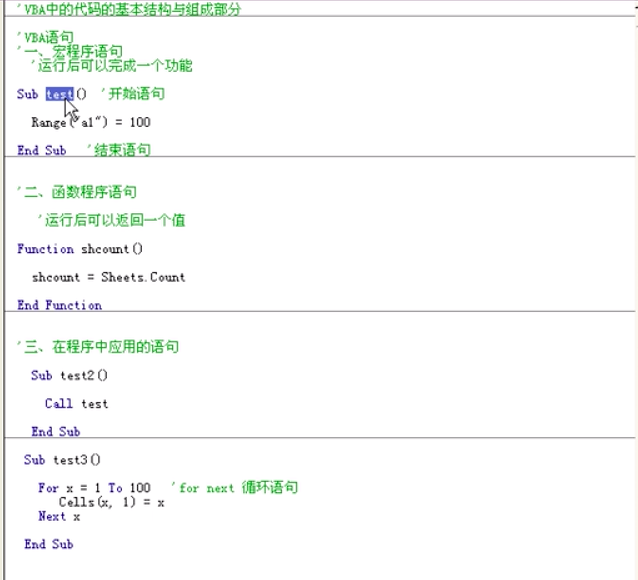 'VBA中的代码的基本结构与组成部分
'VBA语句
'一、宏程序语句
'运行后可以完成一个功能
Sub test() '开始语句
Range("a1") = 100
End Sub '结束语句
'二、函数程序语句
'运行后可以返回一个值
Function shcount()
shcount = Sheets.Count
End Function
'三、在程序中应用的语句
Sub test2()
Call test
End Sub
Sub test3()
For x = 1 To 100 'for next 循环语句
Cells(x, 1) = x
Next x
End Sub